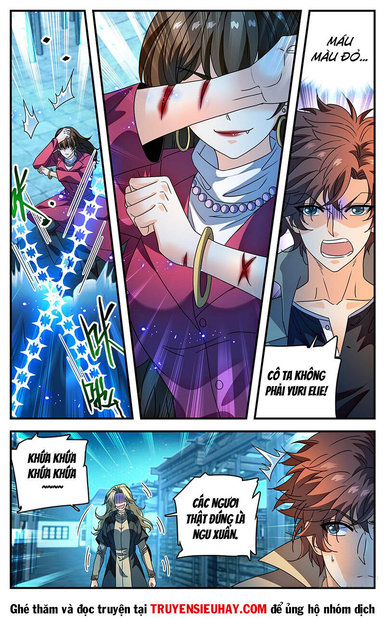 MÁU
MÀU ĐỎ...
CÔ TA KHÔNG
PHẢI YURI ELIE!
KHỨA KHỨA
KHỨA KHỨA
~~~~~
CÁC NGƯƠI
THẬT ĐÚNG LÀ
NGU XUẨN.
Ghé thăm và đọc truyện tại TRUYENSIEUHAY.COM để ủng hộ nhóm dịch